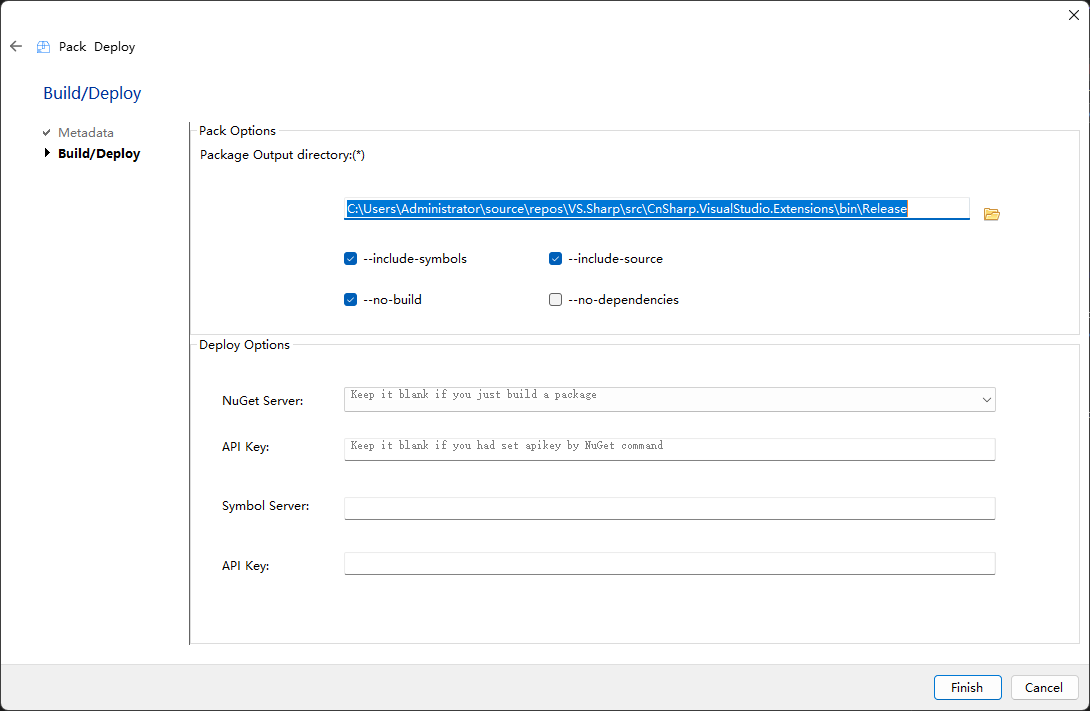 Pack Deploy
Build/Deploy
Metadata
Build/Deploy
Pack Options
Package Output directory:(*)
C:\Users\Administrator\source\repos\VS.Sharp\src\CnSharp.VisualStudio.Extensions\bin\Release
--include-symbols --include-source
--no-build --no-dependencies
Deploy Options
NuGet Server: Keep it blank if you just build a package
API Key: Keep it blank if you had set apikey by NuGet command
Symbol Server:
API Key:
Finish Cancel